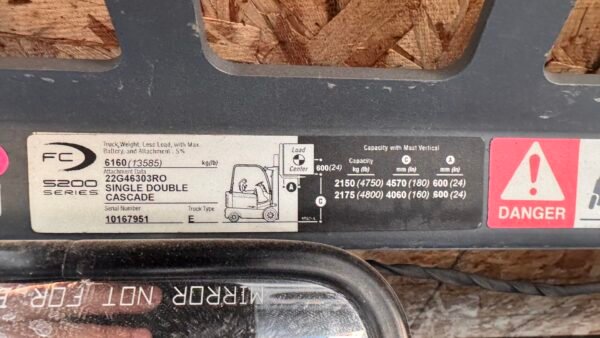 FC
5200
SERIES
Truck Weight, Less Load, with Max.
Battery, and Attachment ± 5%
6160 (13585) kg(lb)
Attachment Data
22G46303RO
SINGLE DOUBLE
CASCADE
Serial Number Truck Type
10167951 E
Load
Center
600(24)
A
C
Capacity with Mast Vertical
Capacity C A
kg (lb) mm (in) mm (in)
2150 (4750) 4570 (180) 600 (24)
2175 (4800) 4060 (160) 600 (24)
DANGER
MIRROR NOT FOR